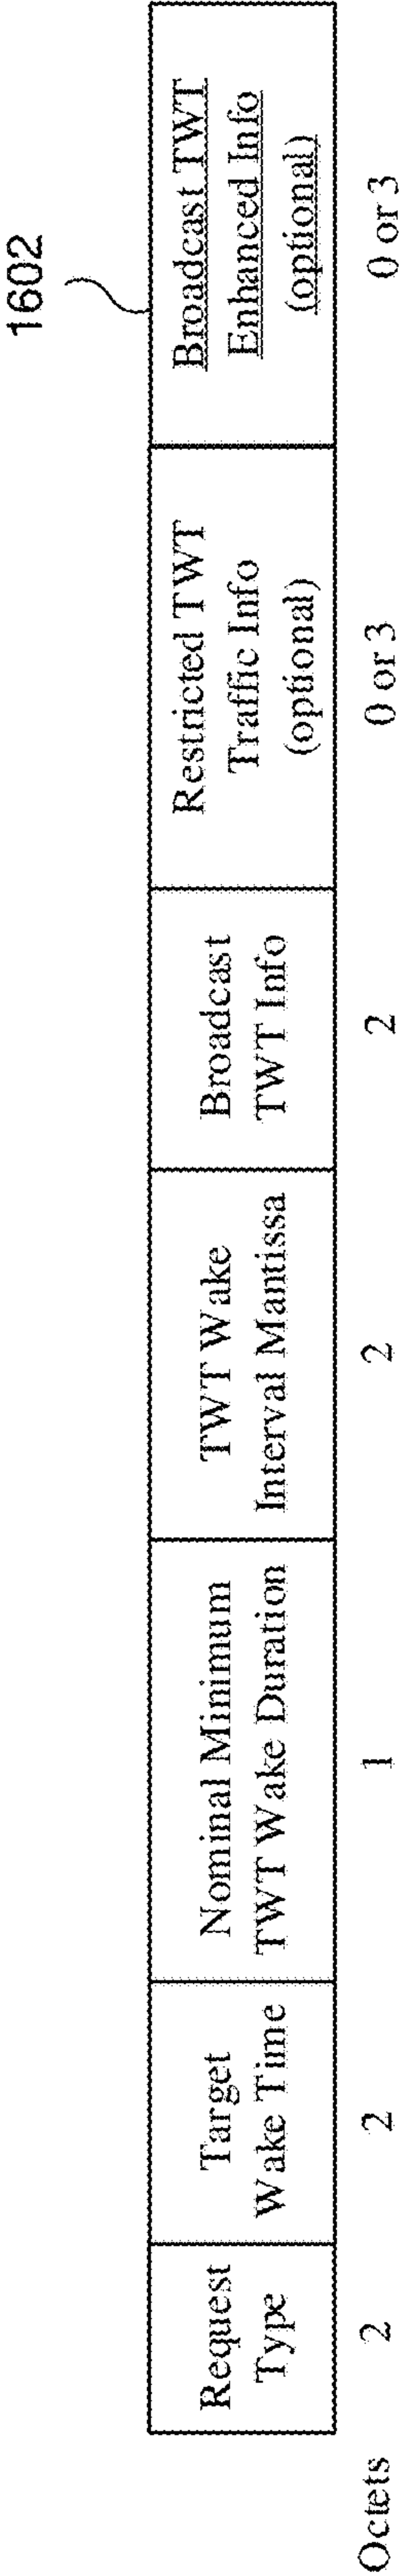 1602
Request
Type
Target
Wake Time
Nominal Minimum
TWT Wake Duration
TWT Wake
Interval Mantissa
Broadcast
TWT Info
Restricted TWT
Traffic Info
(optional)
Broadcast TWT
Enhanced Info
(optional)
Octets 2 2 1 2 2 0 or 3 0 or 3